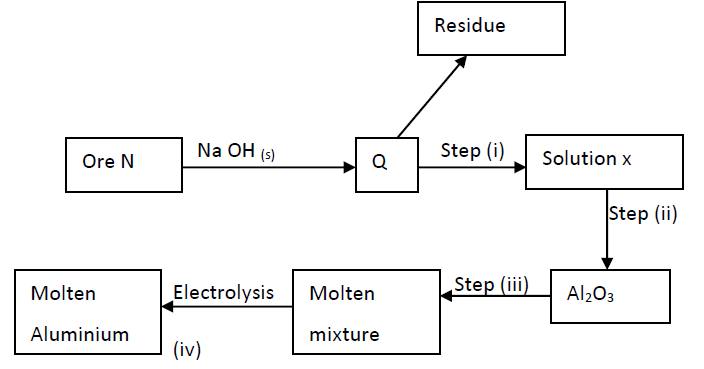 Residue
Ore N
Na OH (s)
Q
Step (i)
Solution x
Step (ii)
Molten
Aluminium
Electrolysis
(iv)
Molten
mixture
Step (iii)
Al₂O₃